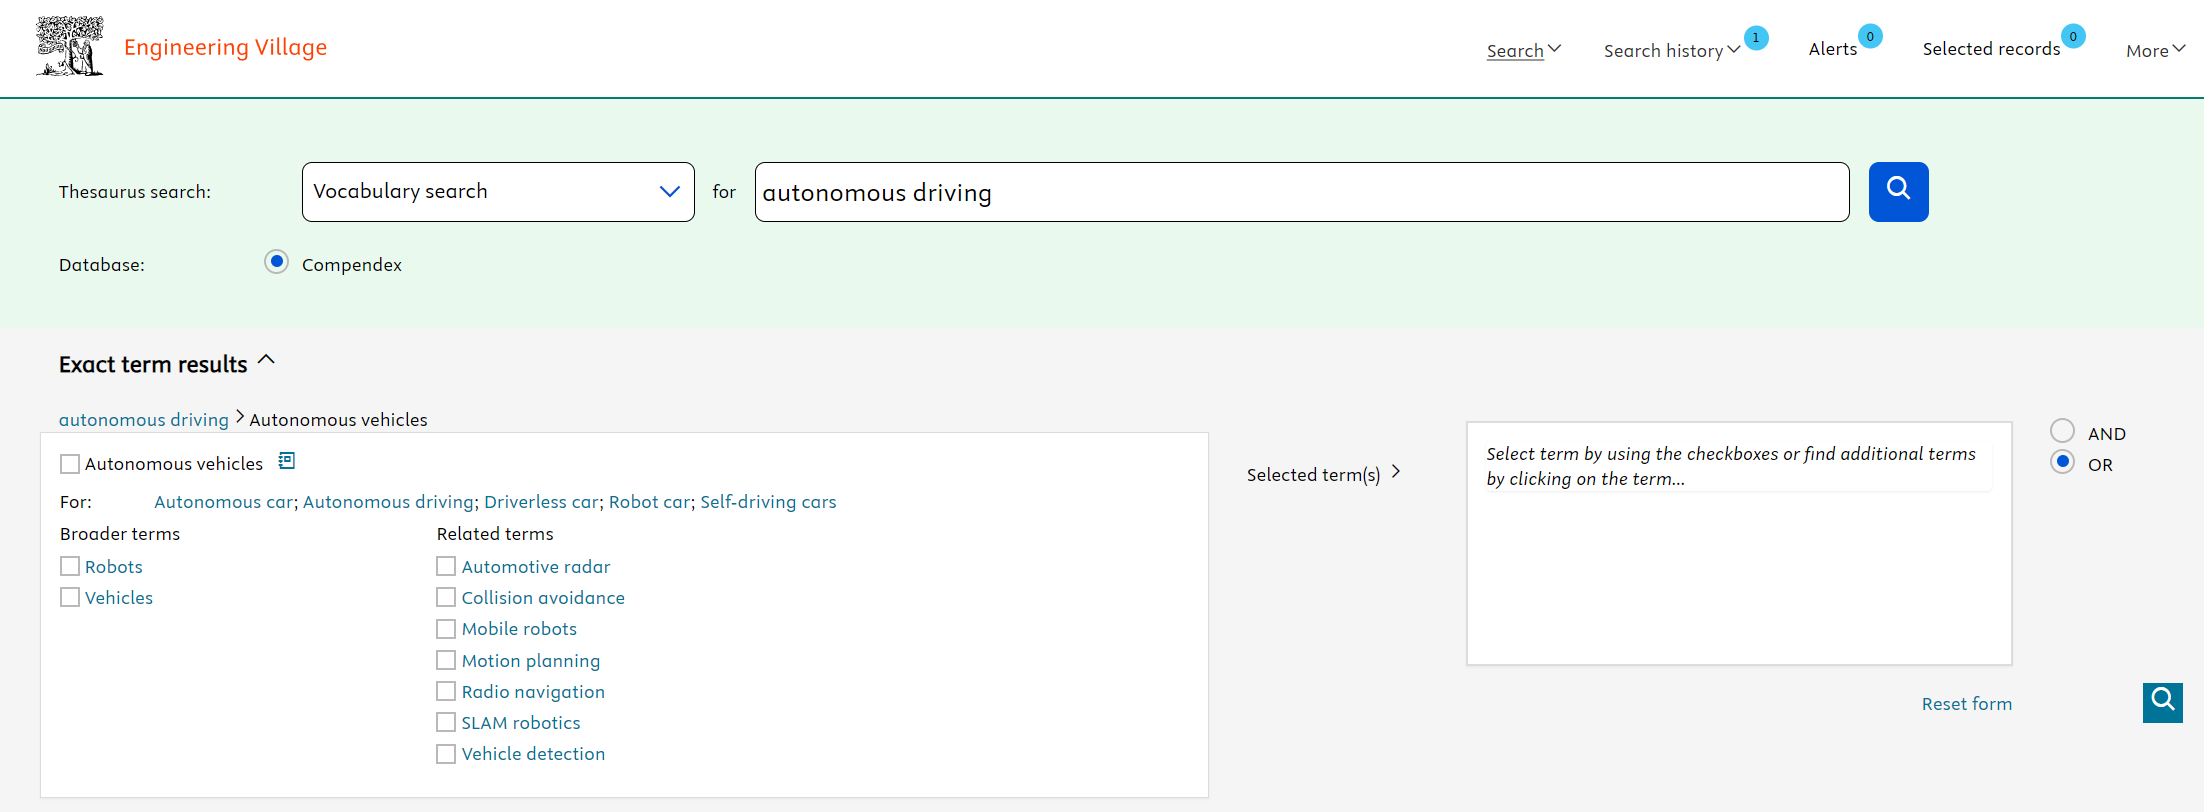 Engineering Village
Search
Search history 1
Alerts 0
Selected records 0
More
Thesaurus search: Vocabulary search for autonomous driving
Database: Compendex
Exact term results
autonomous driving > Autonomous vehicles
Autonomous vehicles
For: Autonomous car; Autonomous driving; Driverless car; Robot car; Self-driving cars
Broader terms
Robots
Vehicles
Related terms
Automotive radar
Collision avoidance
Mobile robots
Motion planning
Radio navigation
SLAM robotics
Vehicle detection
Selected term(s)
Select term by using the checkboxes or find additional terms
by clicking on the term...
AND
OR
Reset form